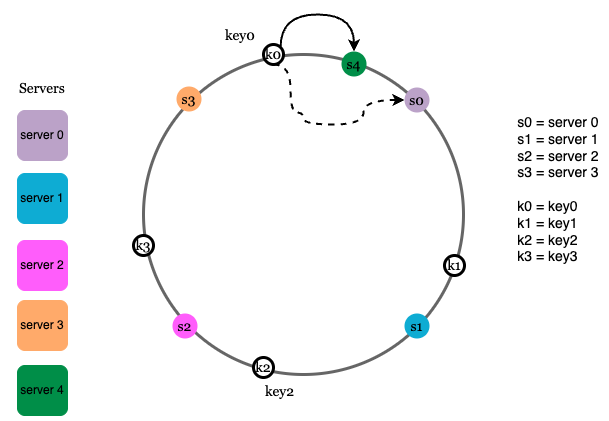 key0
k0
s4
s3
s0
Servers
server 0
server 1
server 2
server 3
server 4
s0 = server 0
s1 = server 1
s2 = server 2
s3 = server 3
k0 = key0
k1 = key1
k2 = key2
k3 = key3
k3
k1
s2
s1
k2
key2